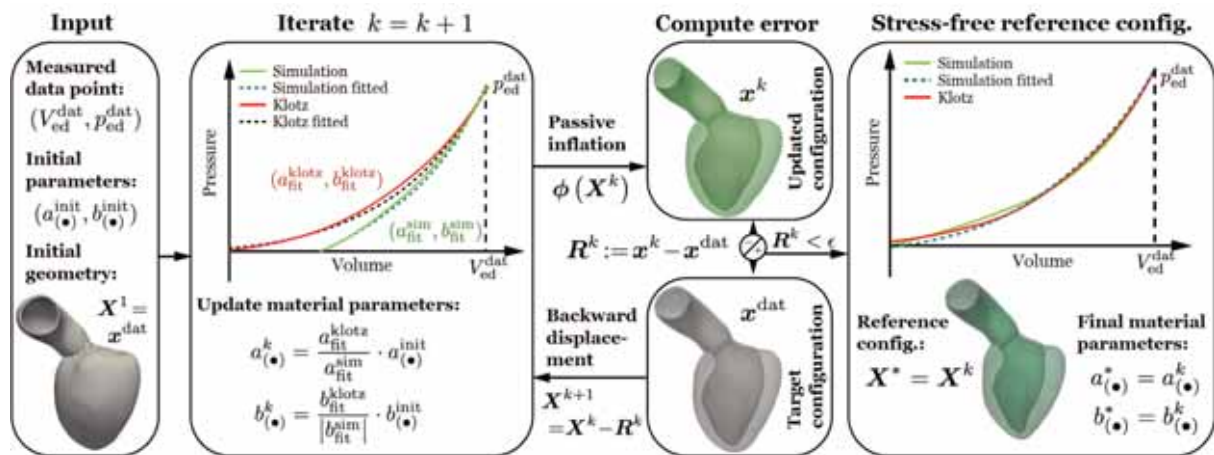 Input
Measured
data point:
(V_ed^dat, p_ed^dat)
Initial
parameters:
(a_(•)^init, b_(•)^init)
Initial
geometry:
X^1 =
x^dat
Iterate k = k + 1
Simulation
Simulation fitted
Klotz
Klotz fitted
p_ed^dat
Pressure
(a_fit^klotz, b_fit^klotz)
(a_fit^sim, b_fit^sim)
Volume
V_ed^dat
Update material parameters:
a_(•)^k = a_fit^klotz / a_fit^sim · a_(•)^init
b_(•)^k = b_fit^klotz / |b_fit^sim| · b_(•)^init
Passive
inflation
ϕ (X^k)
Compute error
x^k
Updated
configuration
R^k := x^k − x^dat
R^k < ϵ
x^dat
Target
configuration
Backward
displace-
ment
X^{k+1}
= X^k − R^k
Stress-free reference config.
Simulation
Simulation fitted
Klotz
p_ed^dat
Pressure
Volume
V_ed^dat
Reference
config.:
X^* = X^k
Final material
parameters:
a_(•)^* = a_(•)^k
b_(•)^* = b_(•)^k